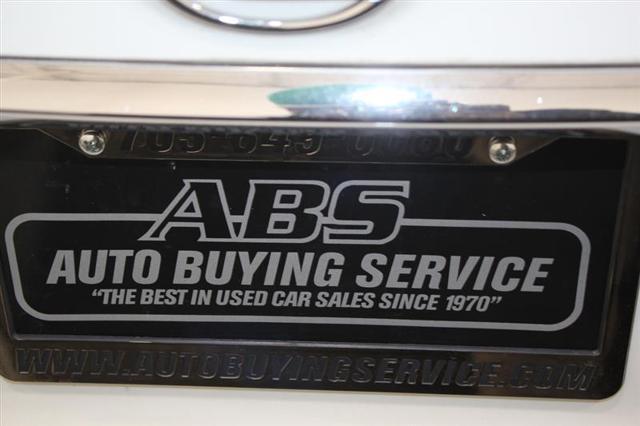 ABS
AUTO BUYING SERVICE
"THE BEST IN USED CAR SALES SINCE 1970"
WWW.AUTOBUYINGSERVICE.COM